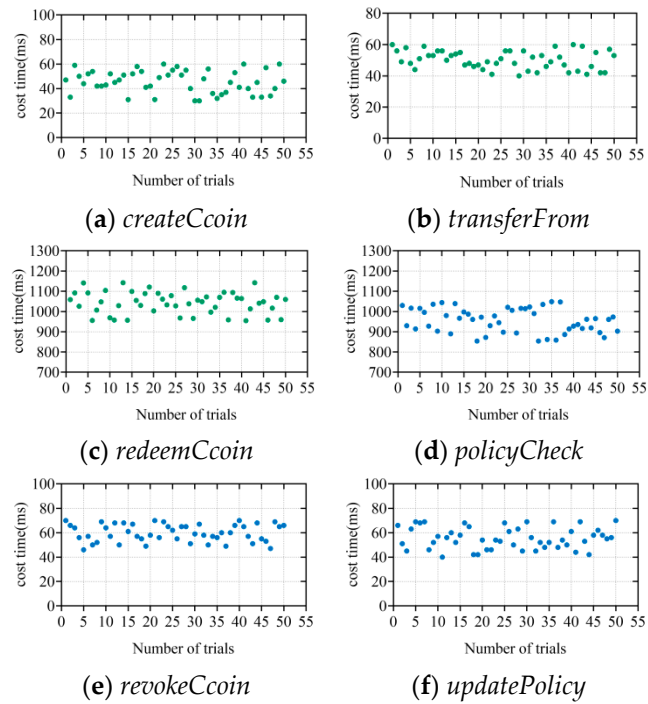 cost time(ms)
100
80
60
40
20
0
0 5 10 15 20 25 30 35 40 45 50 55
Number of trials
(a) createCcoin
cost time(ms)
80
60
40
20
0
0 5 10 15 20 25 30 35 40 45 50 55
Number of trials
(b) transferFrom
cost time(ms)
1300
1200
1100
1000
900
800
700
0 5 10 15 20 25 30 35 40 45 50 55
Number of trials
(c) redeemCcoin
cost time(ms)
1300
1200
1100
1000
900
800
700
0 5 10 15 20 25 30 35 40 45 50 55
Number of trials
(d) policyCheck
cost time(ms)
100
80
60
40
20
0
0 5 10 15 20 25 30 35 40 45 50 55
Number of trials
(e) revokeCcoin
cost time(ms)
100
80
60
40
20
0
0 5 10 15 20 25 30 35 40 45 50 55
Number of trials
(f) updatePolicy